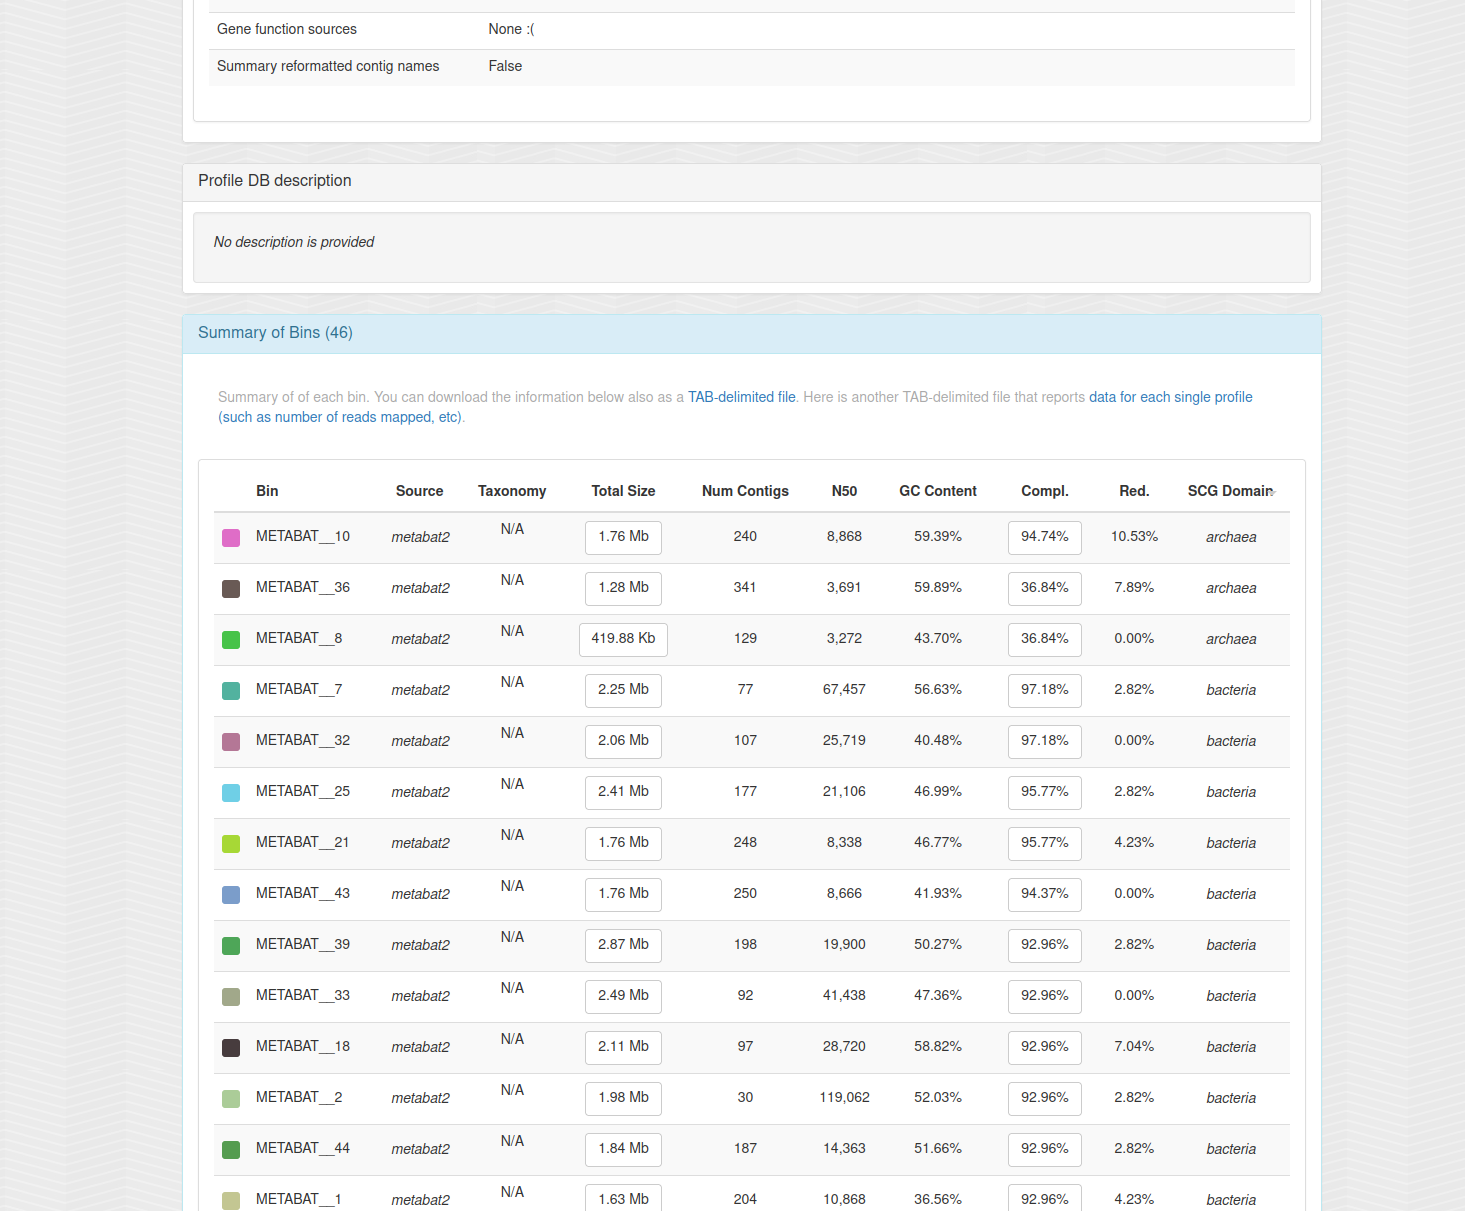 Gene function sources None :(
Summary reformatted contig names False
Profile DB description
No description is provided
Summary of Bins (46)
Summary of of each bin. You can download the information below also as a TAB-delimited file. Here is another TAB-delimited file that reports data for each single profile
(such as number of reads mapped, etc).
Bin Source Taxonomy Total Size Num Contigs N50 GC Content Compl. Red. SCG Domain
METABAT__10 metabat2 N/A 1.76 Mb 240 8,868 59.39% 94.74% 10.53% archaea
METABAT__36 metabat2 N/A 1.28 Mb 341 3,691 59.89% 36.84% 7.89% archaea
METABAT__8 metabat2 N/A 419.88 Kb 129 3,272 43.70% 36.84% 0.00% archaea
METABAT__7 metabat2 N/A 2.25 Mb 77 67,457 56.63% 97.18% 2.82% bacteria
METABAT__32 metabat2 N/A 2.06 Mb 107 25,719 40.48% 97.18% 0.00% bacteria
METABAT__25 metabat2 N/A 2.41 Mb 177 21,106 46.99% 95.77% 2.82% bacteria
METABAT__21 metabat2 N/A 1.76 Mb 248 8,338 46.77% 95.77% 4.23% bacteria
METABAT__43 metabat2 N/A 1.76 Mb 250 8,666 41.93% 94.37% 0.00% bacteria
METABAT__39 metabat2 N/A 2.87 Mb 198 19,900 50.27% 92.96% 2.82% bacteria
METABAT__33 metabat2 N/A 2.49 Mb 92 41,438 47.36% 92.96% 0.00% bacteria
METABAT__18 metabat2 N/A 2.11 Mb 97 28,720 58.82% 92.96% 7.04% bacteria
METABAT__2 metabat2 N/A 1.98 Mb 30 119,062 52.03% 92.96% 2.82% bacteria
METABAT__44 metabat2 N/A 1.84 Mb 187 14,363 51.66% 92.96% 2.82% bacteria
METABAT__1 metabat2 N/A 1.63 Mb 204 10,868 36.56% 92.96% 4.23% bacteria